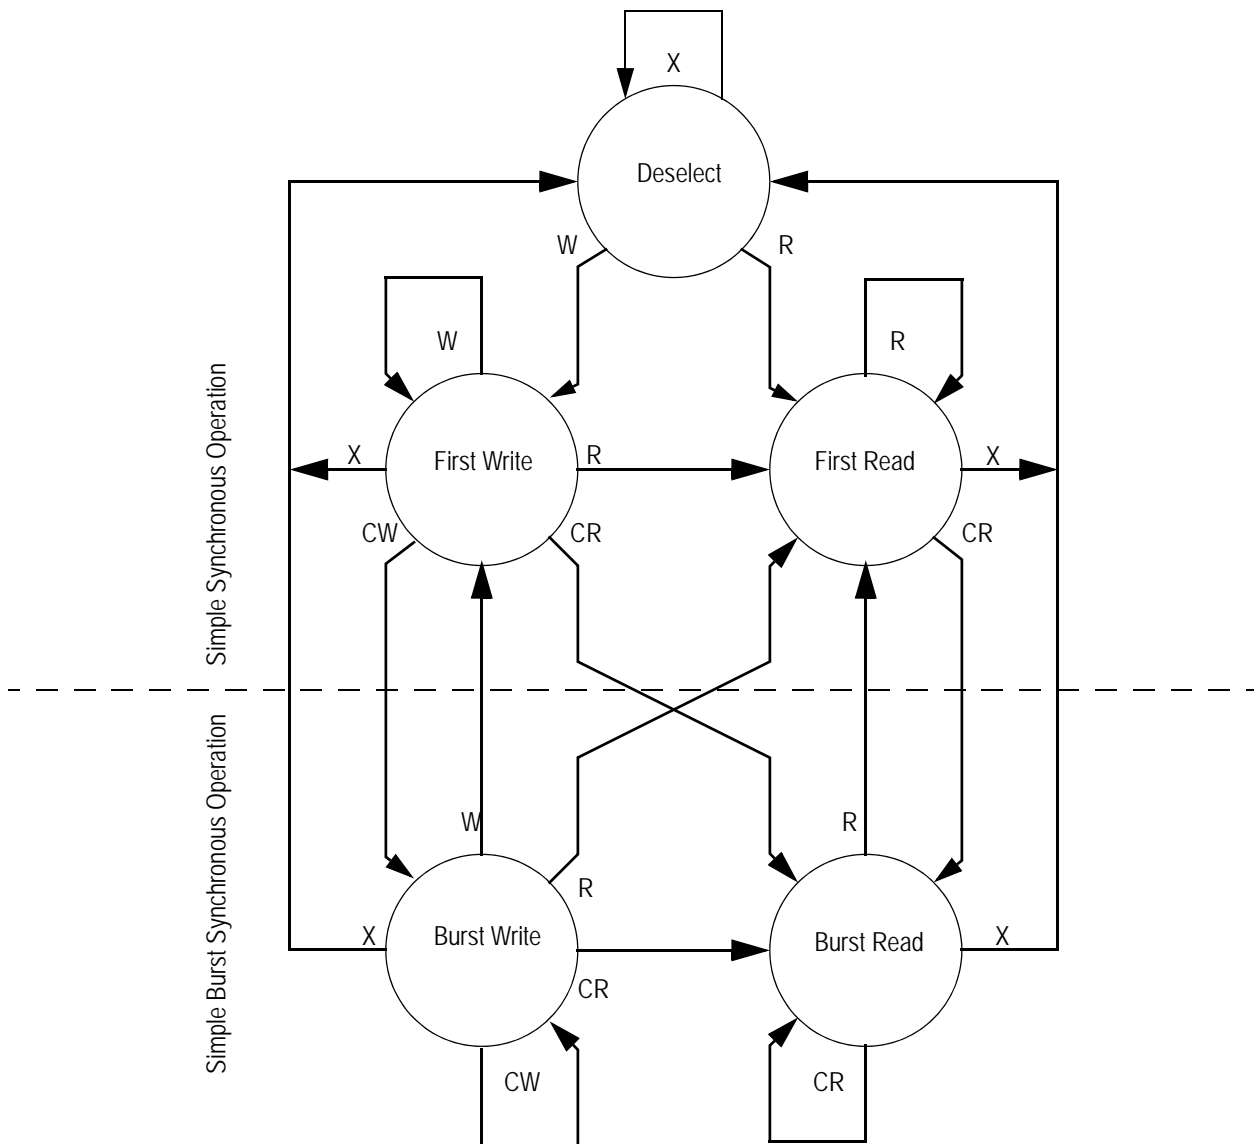 X
Deselect
W
R
W
R
Simple Synchronous Operation
X
First Write
R
First Read
X
CW
CR
CR
Simple Burst Synchronous Operation
W
R
R
X
Burst Write
Burst Read
X
CR
CW
CR